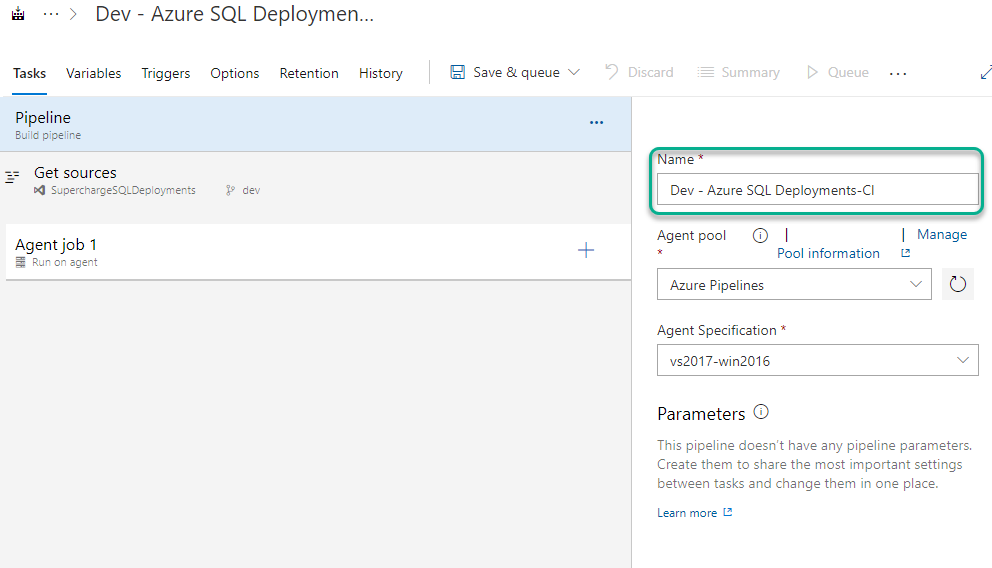 ··· > Dev - Azure SQL Deploymen...
Tasks Variables Triggers Options Retention History Save & queue Discard Summary Queue ...
Pipeline ...
Build pipeline
Get sources
SuperchargeSQLDeployments dev
Agent job 1 +
Run on agent
Name *
Dev - Azure SQL Deployments-CI
Agent pool | | Manage
* Pool information
Azure Pipelines
Agent Specification *
vs2017-win2016
Parameters
This pipeline doesn't have any pipeline parameters.
Create them to share the most important settings
between tasks and change them in one place.
Learn more